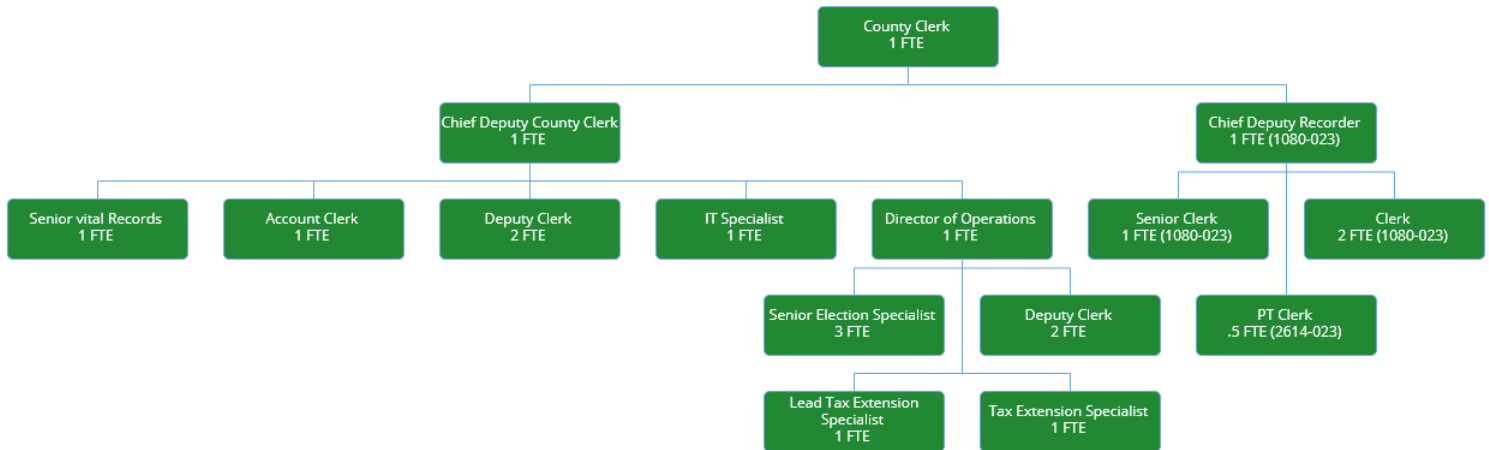 County Clerk
1 FTE
Chief Deputy County Clerk
1 FTE
Chief Deputy Recorder
1 FTE (1080-023)
Senior vital Records
1 FTE
Account Clerk
1 FTE
Deputy Clerk
2 FTE
IT Specialist
1 FTE
Director of Operations
1 FTE
Senior Clerk
1 FTE (1080-023)
Clerk
2 FTE (1080-023)
Senior Election Specialist
3 FTE
Deputy Clerk
2 FTE
PT Clerk
.5 FTE (2614-023)
Lead Tax Extension
Specialist
1 FTE
Tax Extension Specialist
1 FTE